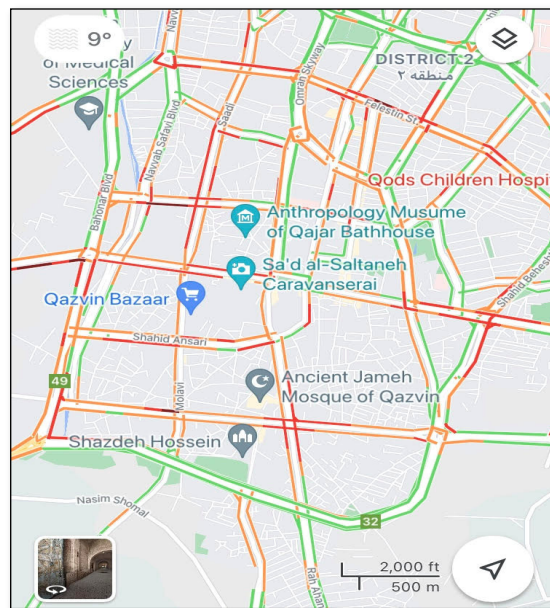 9°
of Medical
Sciences
DISTRICT 2
منطقه ۲
Navvab Safavi Blvd
Saadi
Omran Skyway
Felestin St
Bahonar Blvd
Qods Children Hospit
Anthropology Musume
of Qajar Bathhouse
Sa'd al-Saltaneh
Caravanserai
Qazvin Bazaar
Shahid Beheshti
Shahid Ansari
49
Molavi
Ancient Jameh
Mosque of Qazvin
Shazdeh Hossein
Nasim Shomal
32
Rah Ahan
2,000 ft
500 m